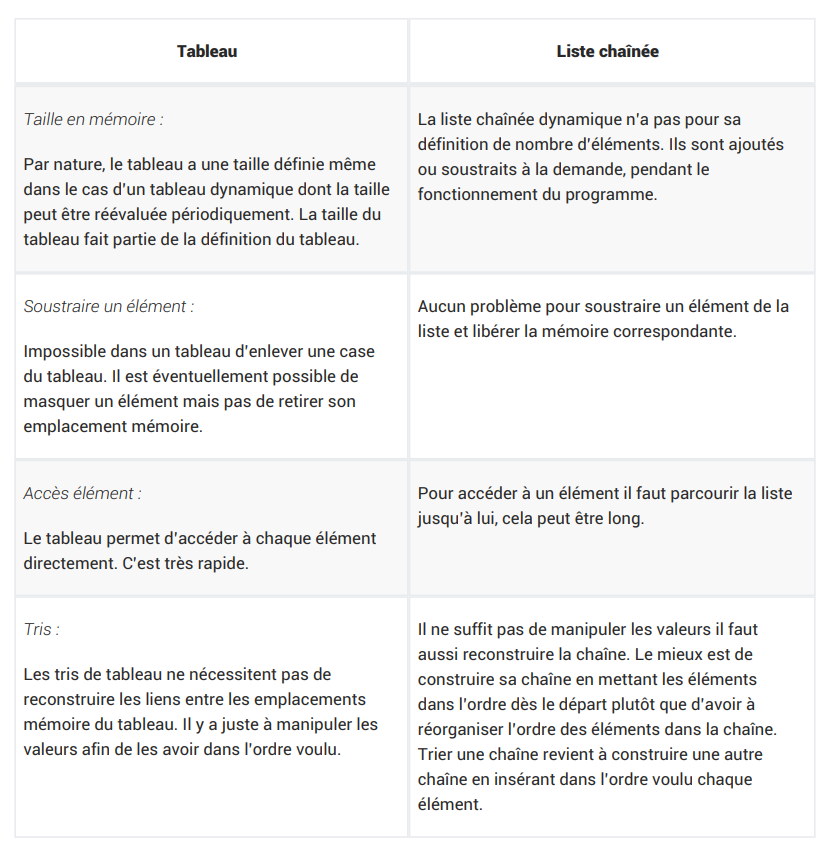 Tableau
Liste chaînée
Taille en mémoire :
Par nature, le tableau a une taille définie même
dans le cas d'un tableau dynamique dont la taille
peut être réévaluée périodiquement. La taille du
tableau fait partie de la définition du tableau.
La liste chaînée dynamique n'a pas pour sa
définition de nombre d'éléments. Ils sont ajoutés
ou soustraits à la demande, pendant le
fonctionnement du programme.
Soustraire un élément :
Impossible dans un tableau d'enlever une case
du tableau. Il est éventuellement possible de
masquer un élément mais pas de retirer son
emplacement mémoire.
Aucun problème pour soustraire un élément de la
liste et libérer la mémoire correspondante.
Accès élément :
Le tableau permet d'accéder à chaque élément
directement. C'est très rapide.
Pour accéder à un élément il faut parcourir la liste
jusqu'à lui, cela peut être long.
Tris :
Les tris de tableau ne nécessitent pas de
reconstruire les liens entre les emplacements
mémoire du tableau. Il y a juste à manipuler les
valeurs afin de les avoir dans l'ordre voulu.
Il ne suffit pas de manipuler les valeurs il faut
aussi reconstruire la chaîne. Le mieux est de
construire sa chaîne en mettant les éléments
dans l'ordre dès le départ plutôt que d'avoir à
réorganiser l'ordre des éléments dans la chaîne.
Trier une chaîne revient à construire une autre
chaîne en insérant dans l'ordre voulu chaque
élément.